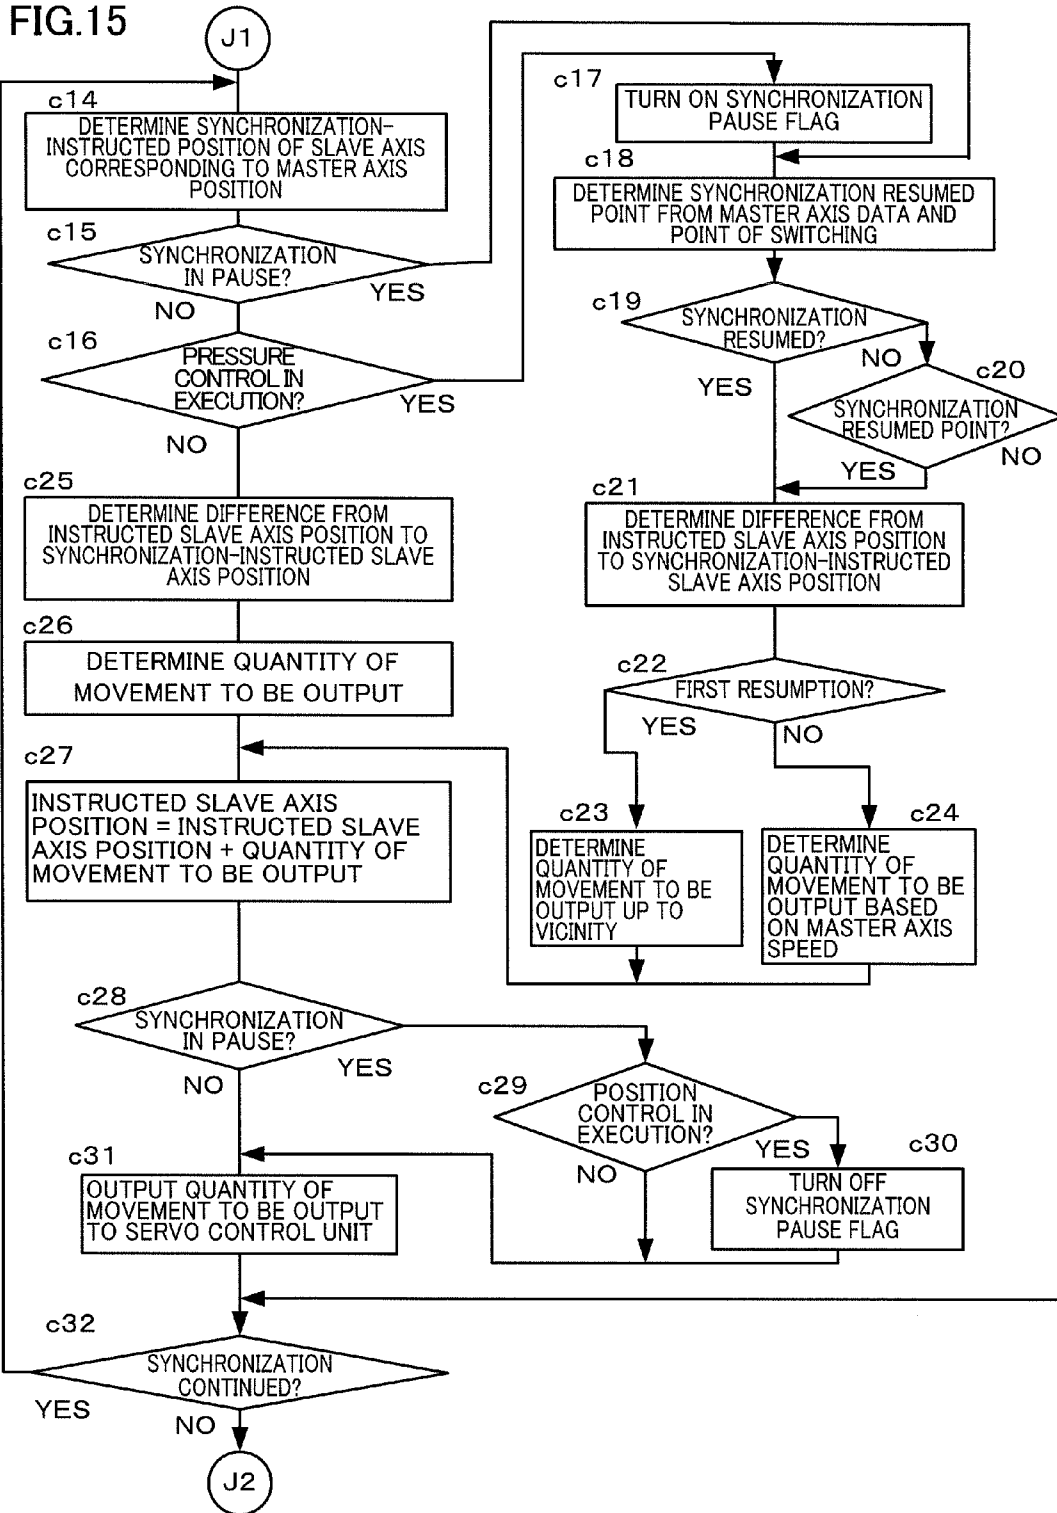 FIG.15
J1
c14
DETERMINE SYNCHRONIZATION-
INSTRUCTED POSITION OF SLAVE AXIS
CORRESPONDING TO MASTER AXIS
POSITION
c15
SYNCHRONIZATION
IN PAUSE?
YES
NO
c16
PRESSURE
CONTROL IN
EXECUTION?
YES
NO
c17
TURN ON SYNCHRONIZATION
PAUSE FLAG
c18
DETERMINE SYNCHRONIZATION RESUMED
POINT FROM MASTER AXIS DATA AND
POINT OF SWITCHING
c19
SYNCHRONIZATION
RESUMED?
NO
YES
c20
SYNCHRONIZATION
RESUMED POINT?
YES
NO
c21
DETERMINE DIFFERENCE FROM
INSTRUCTED SLAVE AXIS POSITION
TO SYNCHRONIZATION-INSTRUCTED
SLAVE AXIS POSITION
c22
FIRST RESUMPTION?
YES
NO
c23
DETERMINE
QUANTITY OF
MOVEMENT TO BE
OUTPUT UP TO
VICINITY
c24
DETERMINE
QUANTITY OF
MOVEMENT TO BE
OUTPUT BASED
ON MASTER AXIS
SPEED
c25
DETERMINE DIFFERENCE FROM
INSTRUCTED SLAVE AXIS POSITION TO
SYNCHRONIZATION-INSTRUCTED SLAVE
AXIS POSITION
c26
DETERMINE QUANTITY OF
MOVEMENT TO BE OUTPUT
c27
INSTRUCTED SLAVE AXIS
POSITION = INSTRUCTED SLAVE
AXIS POSITION + QUANTITY OF
MOVEMENT TO BE OUTPUT
c28
SYNCHRONIZATION
IN PAUSE?
YES
NO
c29
POSITION
CONTROL IN
EXECUTION?
YES
NO
c30
TURN OFF
SYNCHRONIZATION
PAUSE FLAG
c31
OUTPUT QUANTITY OF
MOVEMENT TO BE OUTPUT
TO SERVO CONTROL UNIT
c32
SYNCHRONIZATION
CONTINUED?
YES
NO
J2